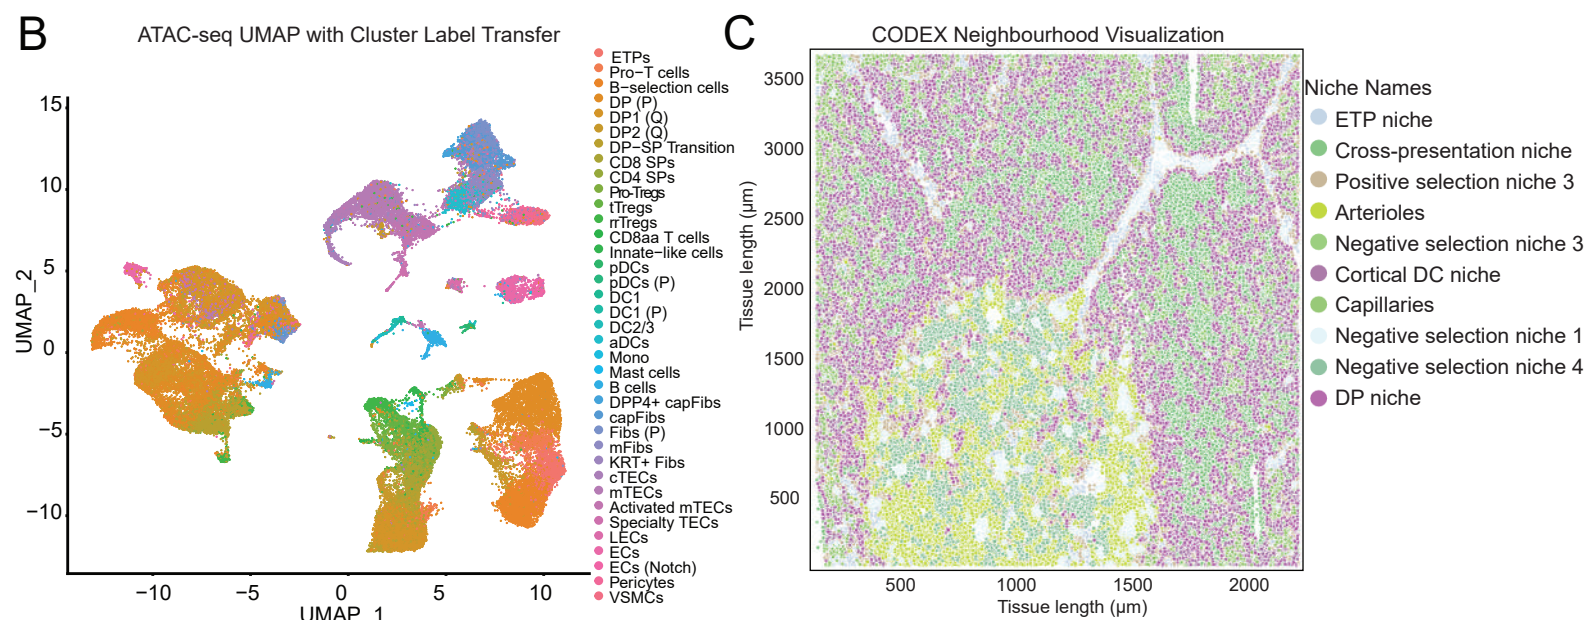 B
ATAC-seq UMAP with Cluster Label Transfer
UMAP_2
15
10
5
0
−5
−10
−10
−5
0
5
10
UMAP_1
ETPs
Pro−T cells
B−selection cells
DP (P)
DP1 (Q)
DP2 (Q)
DP−SP Transition
CD8 SPs
CD4 SPs
Pro-Tregs
tTregs
rrTregs
CD8aa T cells
Innate−like cells
pDCs
pDCs (P)
DC1
DC1 (P)
DC2/3
aDCs
Mono
Mast cells
B cells
DPP4+ capFibs
capFibs
Fibs (P)
mFibs
KRT+ Fibs
cTECs
mTECs
Activated mTECs
Specialty TECs
LECs
ECs
ECs (Notch)
Pericytes
VSMCs
C
CODEX Neighbourhood Visualization
Tissue length (µm)
3500
3000
2500
2000
1500
1000
500
500
1000
1500
2000
Tissue length (µm)
Niche Names
ETP niche
Cross-presentation niche
Positive selection niche 3
Arterioles
Negative selection niche 3
Cortical DC niche
Capillaries
Negative selection niche 1
Negative selection niche 4
DP niche